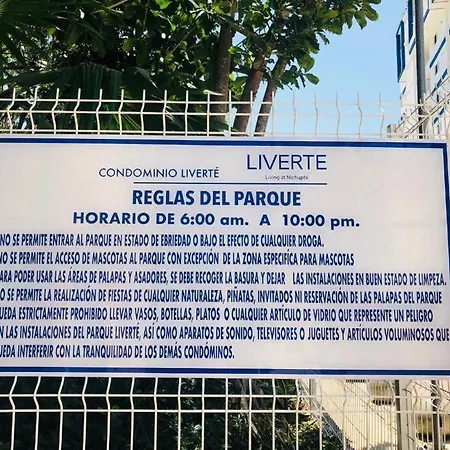 CONDOMINIO LIVERTÉ
LIVERTE
Living at Nichupté
REGLAS DEL PARQUE
HORARIO DE 6:00 am. A 10:00 pm.
NO SE PERMITE ENTRAR AL PARQUE EN ESTADO DE EBRIEDAD O BAJO EL EFECTO DE CUALQUIER DROGA.
NO SE PERMITE EL ACCESO DE MASCOTAS AL PARQUE CON EXCEPCIÓN DE LA ZONA ESPECÍFICA PARA MASCOTAS
ARA PODER USAR LAS ÁREAS DE PALAPAS Y ASADORES, SE DEBE RECOGER LA BASURA Y DEJAR LAS INSTALACIONES EN BUEN ESTADO DE LIMPEZA.
O SE PERMITE LA REALIZACIÓN DE FIESTAS DE CUALQUIER NATURALEZA, PIÑATAS, INVITADOS NI RESERVACIÓN DE LAS PALAPAS DEL PARQUE
UEDA ESTRICTAMENTE PROHIBIDO LLEVAR VASOS, BOTELLAS, PLATOS O CUALQUIER ARTÍCULO DE VIDRIO QUE REPRESENTE UN PELIGRO
N LAS INSTALACIONES DEL PARQUE LIVERTÉ, ASÍ COMO APARATOS DE SONIDO, TELEVISORES O JUGUETES Y ARTÍCULOS VOLUMINOSOS QUE
UEDA INTERFERIR CON LA TRANQUILIDAD DE LOS DEMÁS CONDÓMINOS.